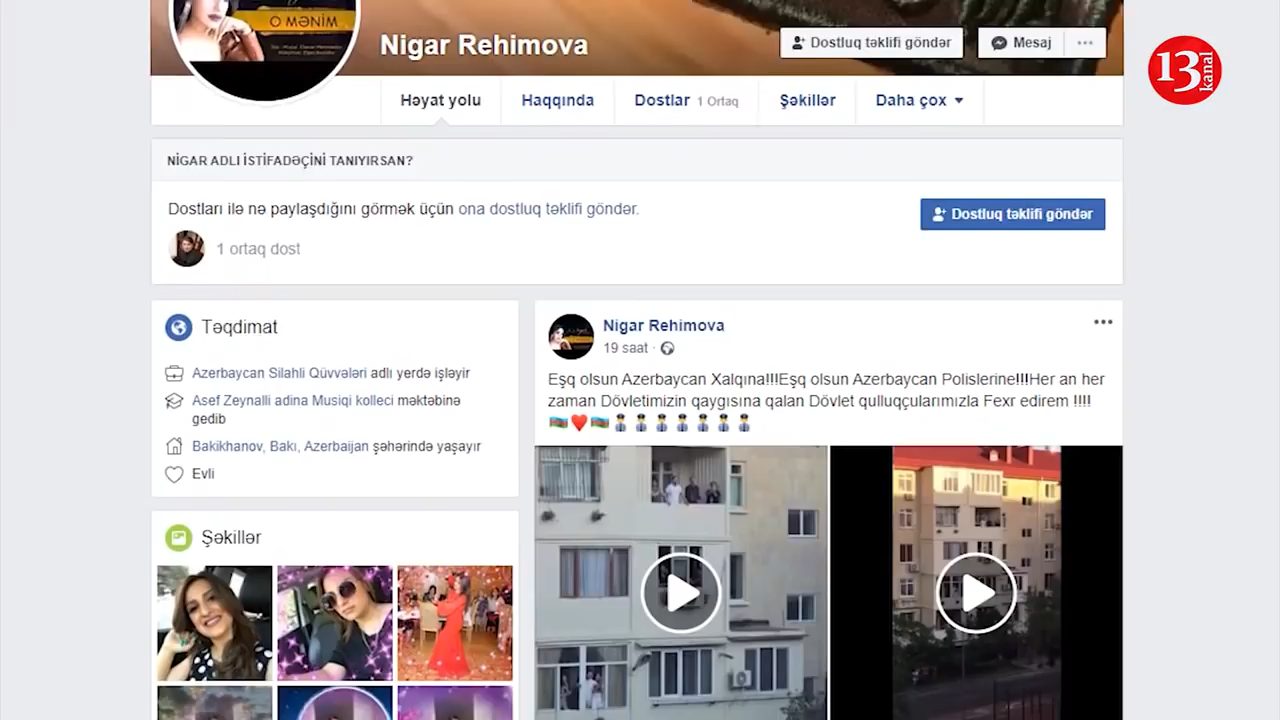 O MƏNİM
Nigar Rehimova
Dostluq təklifi göndər
Mesaj
13 kanal
Həyat yolu
Haqqında
Dostlar 1 Ortaq
Şəkillər
Daha çox
NİGAR ADLI İSTİFADƏÇİNİ TANIYIRSAN?
Dostları ilə nə paylaşdığını görmək üçün ona dostluq təklifi göndər.
Dostluq təklifi göndər
1 ortaq dost
Təqdimat
Azerbaycan Silahli Qüvvələri adlı yerdə işləyir
Asef Zeynalli adina Musiqi kolleci məktəbinə
gedib
Bakikhanov, Bakı, Azerbaijan şəhərində yaşayır
Evli
Şəkillər
Nigar Rehimova
19 saat ·
Eşq olsun Azerbaycan Xalqına!!!Eşq olsun Azerbaycan Polislerine!!!Her an her
zaman Dövletimizin qaygısına qalan Dövlet qulluqçularımızla Fexr edirem !!!!